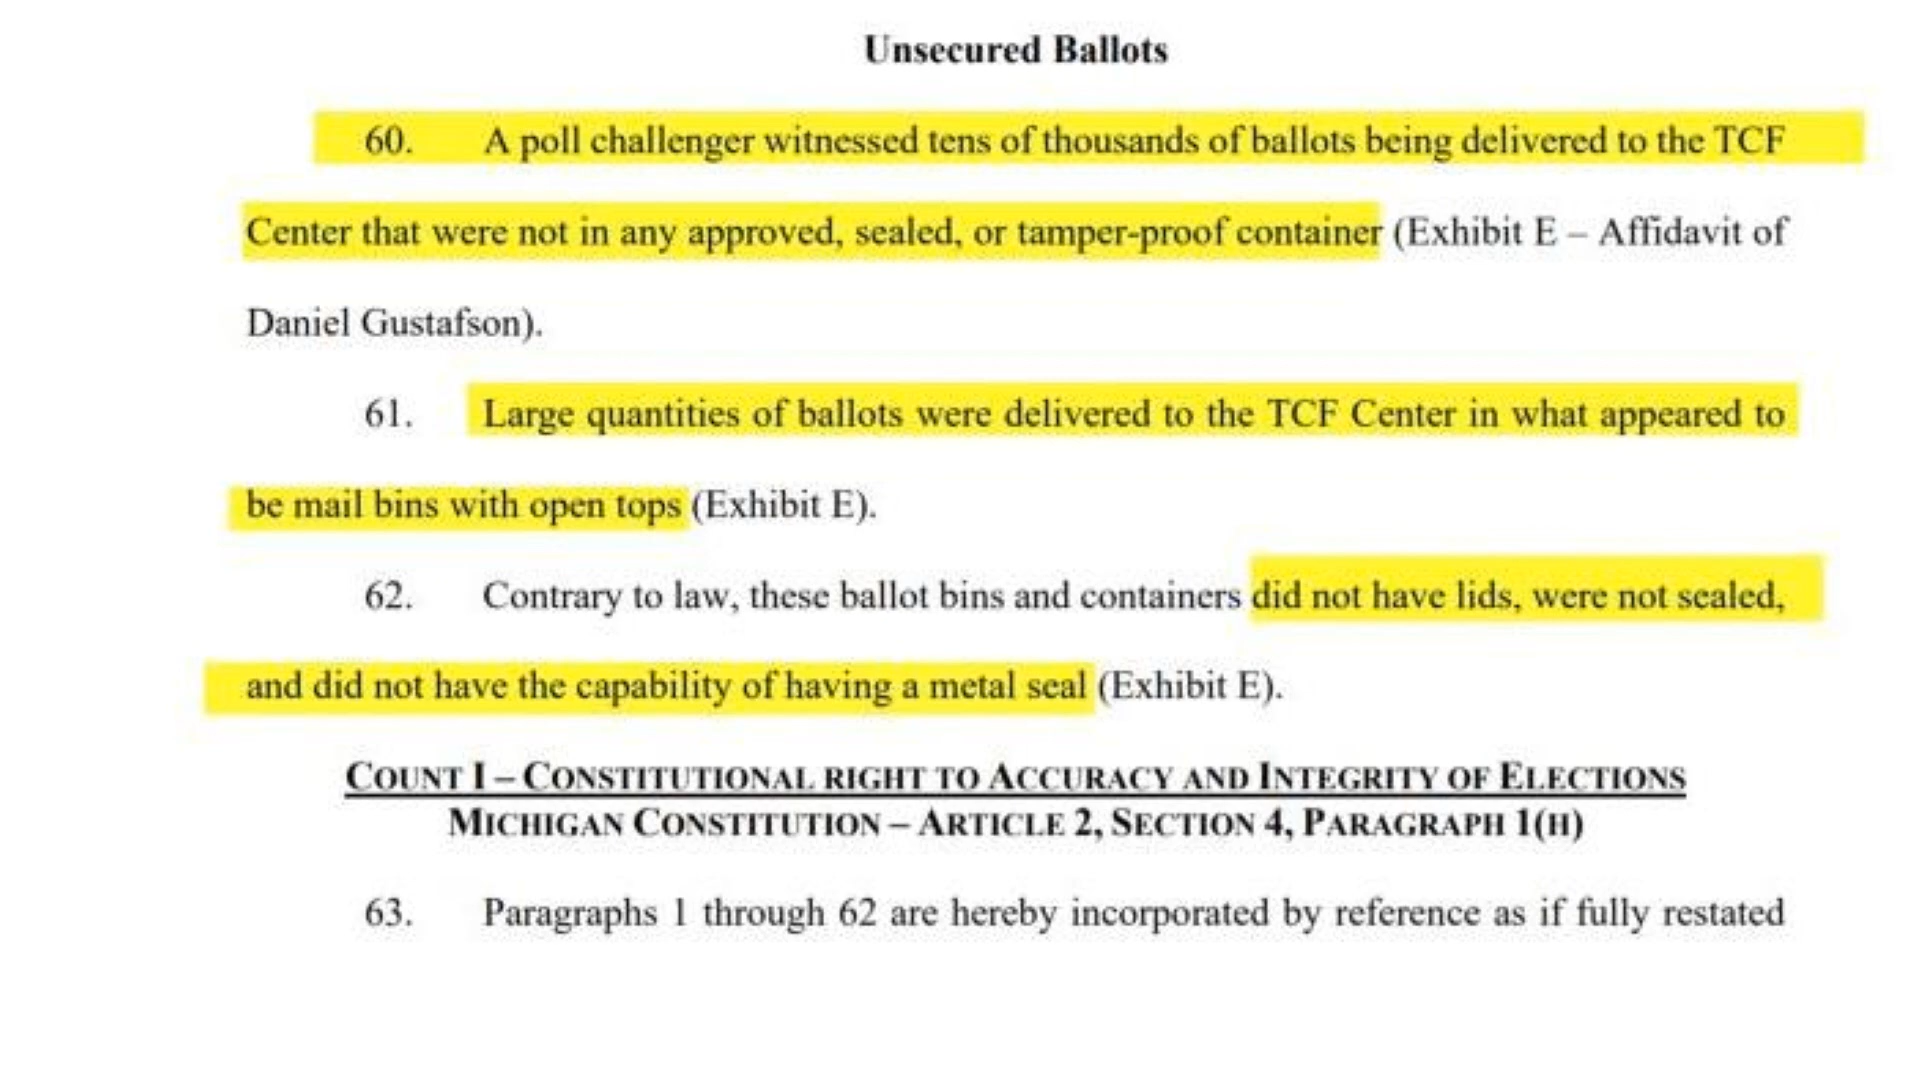 Unsecured Ballots
60. A poll challenger witnessed tens of thousands of ballots being delivered to the TCF
Center that were not in any approved, sealed, or tamper-proof container (Exhibit E – Affidavit of
Daniel Gustafson).
61. Large quantities of ballots were delivered to the TCF Center in what appeared to
be mail bins with open tops (Exhibit E).
62. Contrary to law, these ballot bins and containers did not have lids, were not sealed,
and did not have the capability of having a metal seal (Exhibit E).
COUNT I – CONSTITUTIONAL RIGHT TO ACCURACY AND INTEGRITY OF ELECTIONS
MICHIGAN CONSTITUTION – ARTICLE 2, SECTION 4, PARAGRAPH 1(H)
63. Paragraphs 1 through 62 are hereby incorporated by reference as if fully restated